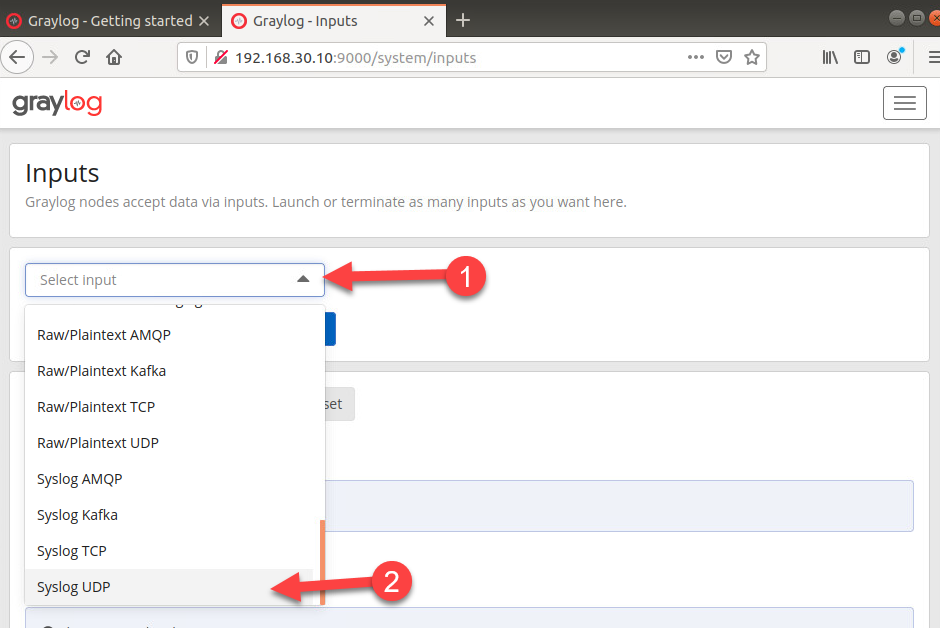 Graylog - Getting started
Graylog - Inputs
192.168.30.10:9000/system/inputs
graylog
Inputs
Graylog nodes accept data via inputs. Launch or terminate as many inputs as you want here.
Select input
1
Raw/Plaintext AMQP
Raw/Plaintext Kafka
Raw/Plaintext TCP
set
Raw/Plaintext UDP
Syslog AMQP
Syslog Kafka
Syslog TCP
Syslog UDP
2